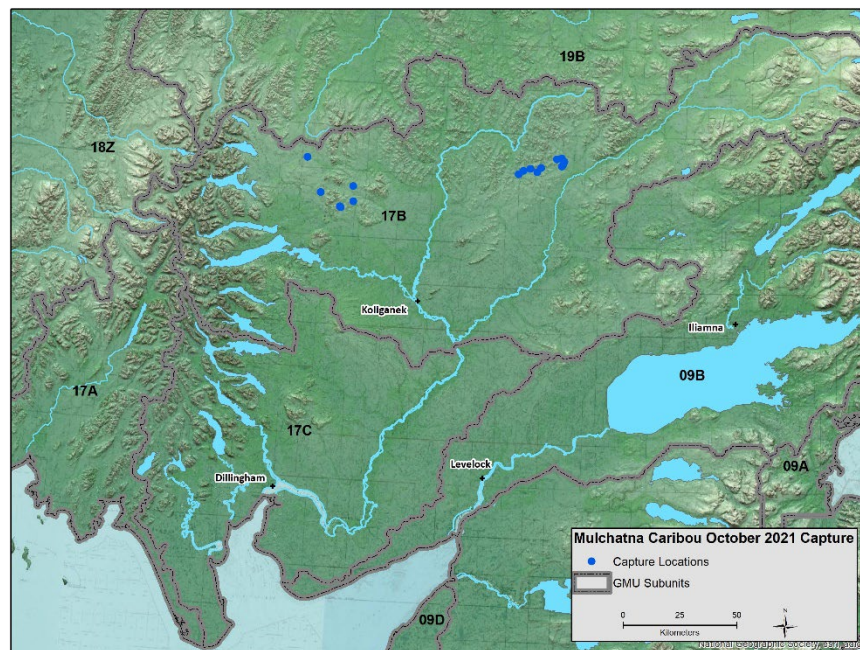 19B
18Z
17B
Koliganek
Iliamna
09B
17A
17C
Levelock
Dillingham
09A
Mulchatna Caribou October 2021 Capture
Capture Locations
GMU Subunits
0 25 50
Kilometers
N
09D
National Geographic Society,